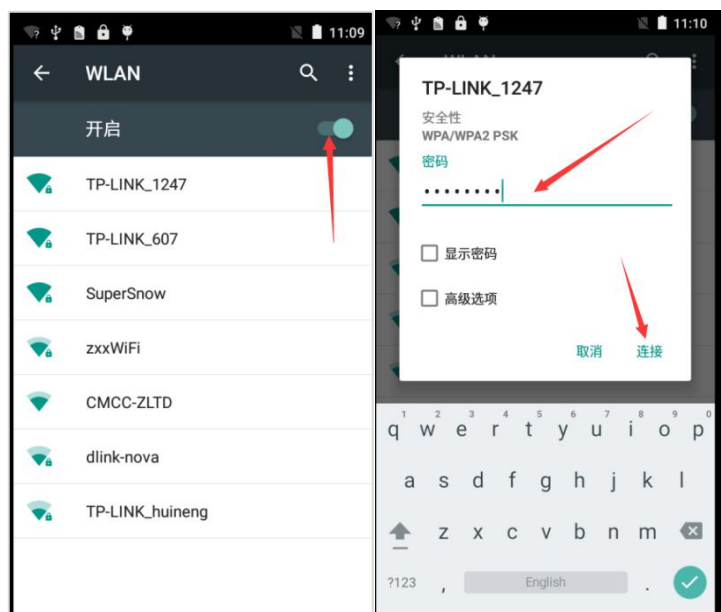 11:09
WLAN
开启
TP-LINK_1247
TP-LINK_607
SuperSnow
zxxWiFi
CMCC-ZLTD
dlink-nova
TP-LINK_huineng
11:10
TP-LINK_1247
安全性
WPA/WPA2 PSK
密码
••••••••
显示密码
高级选项
取消 连接
1 2 3 4 5 6 7 8 9 0
q w e r t y u i o p
a s d f g h j k l
z x c v b n m
?123 , English .